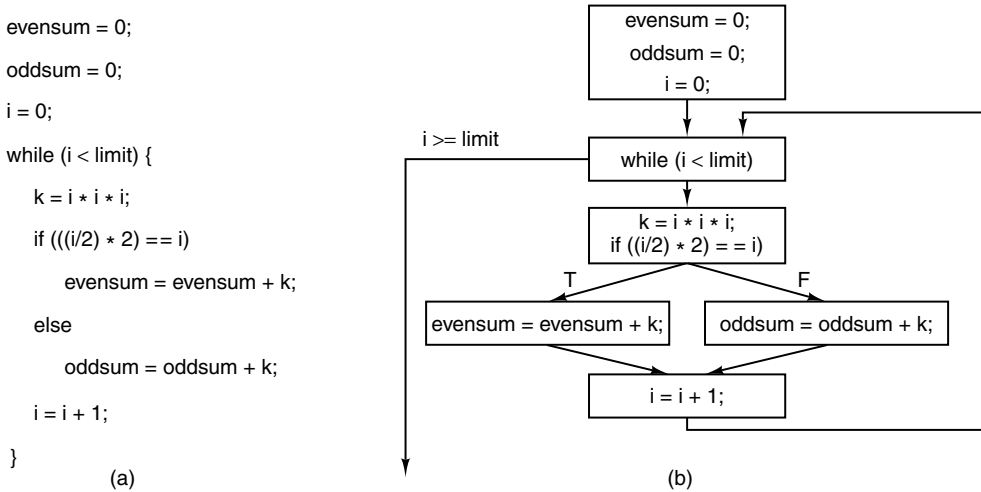 evensum = 0;
oddsum = 0;
i = 0;
while (i < limit) {
k = i * i * i;
if (((i/2) * 2) == i)
evensum = evensum + k;
else
oddsum = oddsum + k;
i = i + 1;
}
(a)
evensum = 0;
oddsum = 0;
i = 0;
i >= limit
while (i < limit)
k = i * i * i;
if ((i/2) * 2) = = i)
T
F
evensum = evensum + k;
oddsum = oddsum + k;
i = i + 1;
(b)